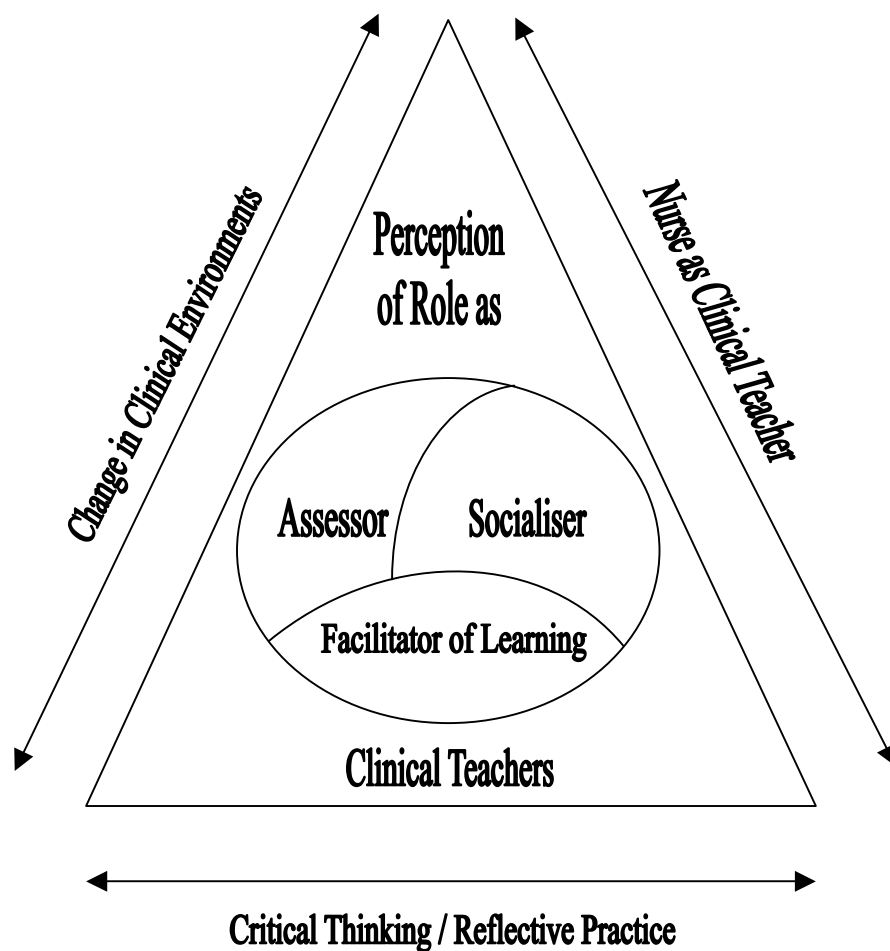 Change in Clinical Environments
Nurse as Clinical Teacher
Perception
of Role as
Assessor
Socialiser
Facilitator of Learning
Clinical Teachers
Critical Thinking / Reflective Practice